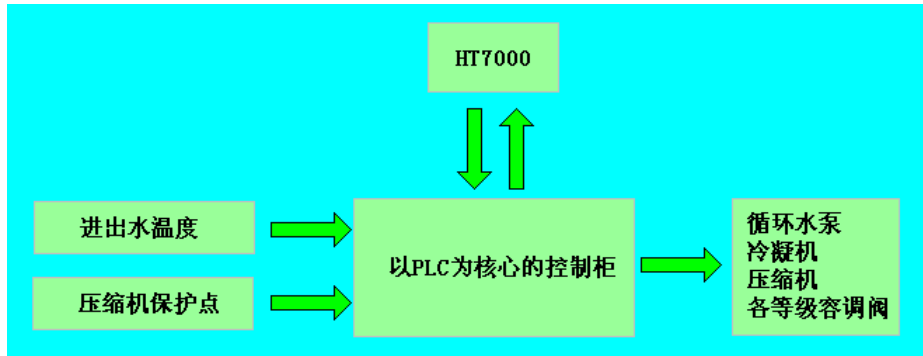 HT7000
进出水温度
压缩机保护点
以PLC为核心的控制柜
循环水泵
冷凝机
压缩机
各等级容调阀